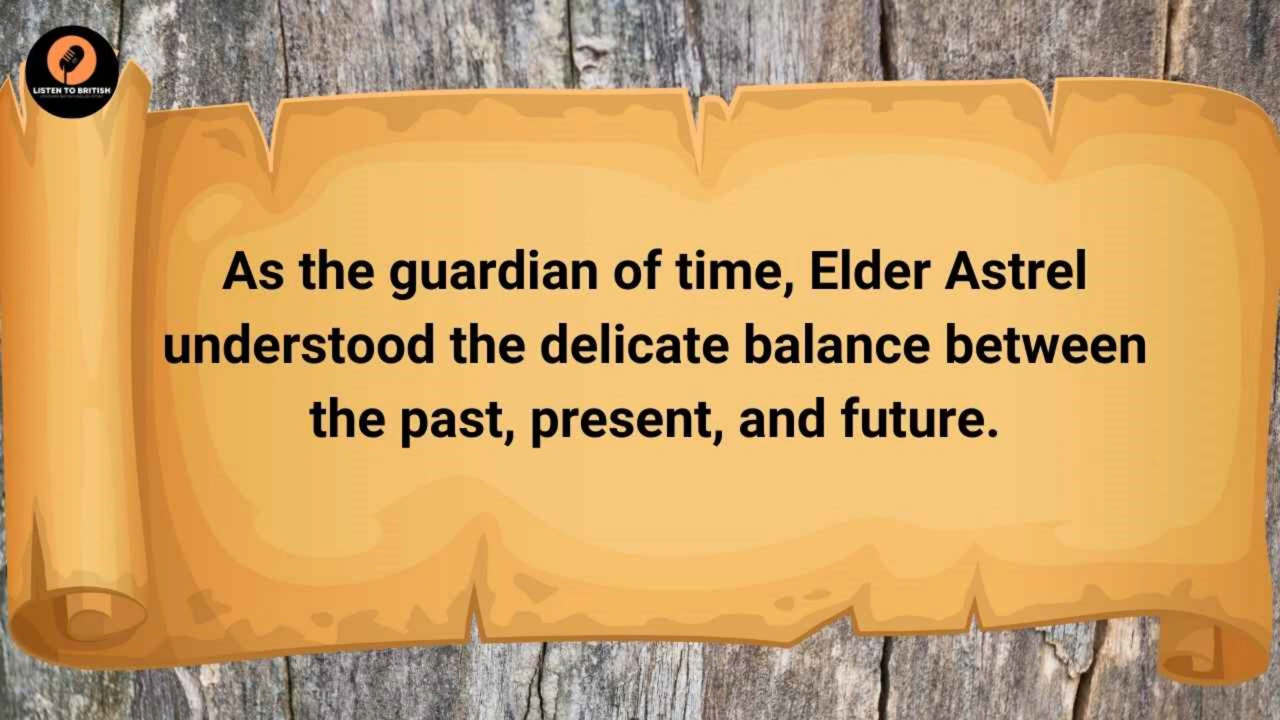 LISTEN TO BRITISH
As the guardian of time, Elder Astrel
understood the delicate balance between
the past, present, and future.